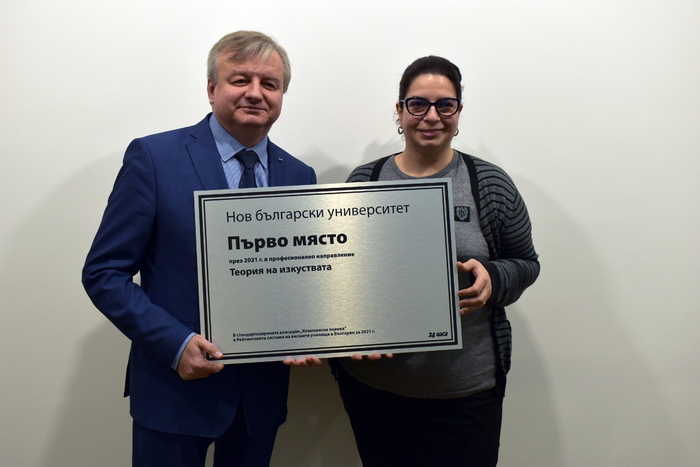 Нов български университет
Първо място
през 2021 г. в професионално направление
Теория на изкуствата
В стандартизираната класация „Комплексна оценка“
в Рейтинговата система на висшите училища в България за 2021 г.
24 часа